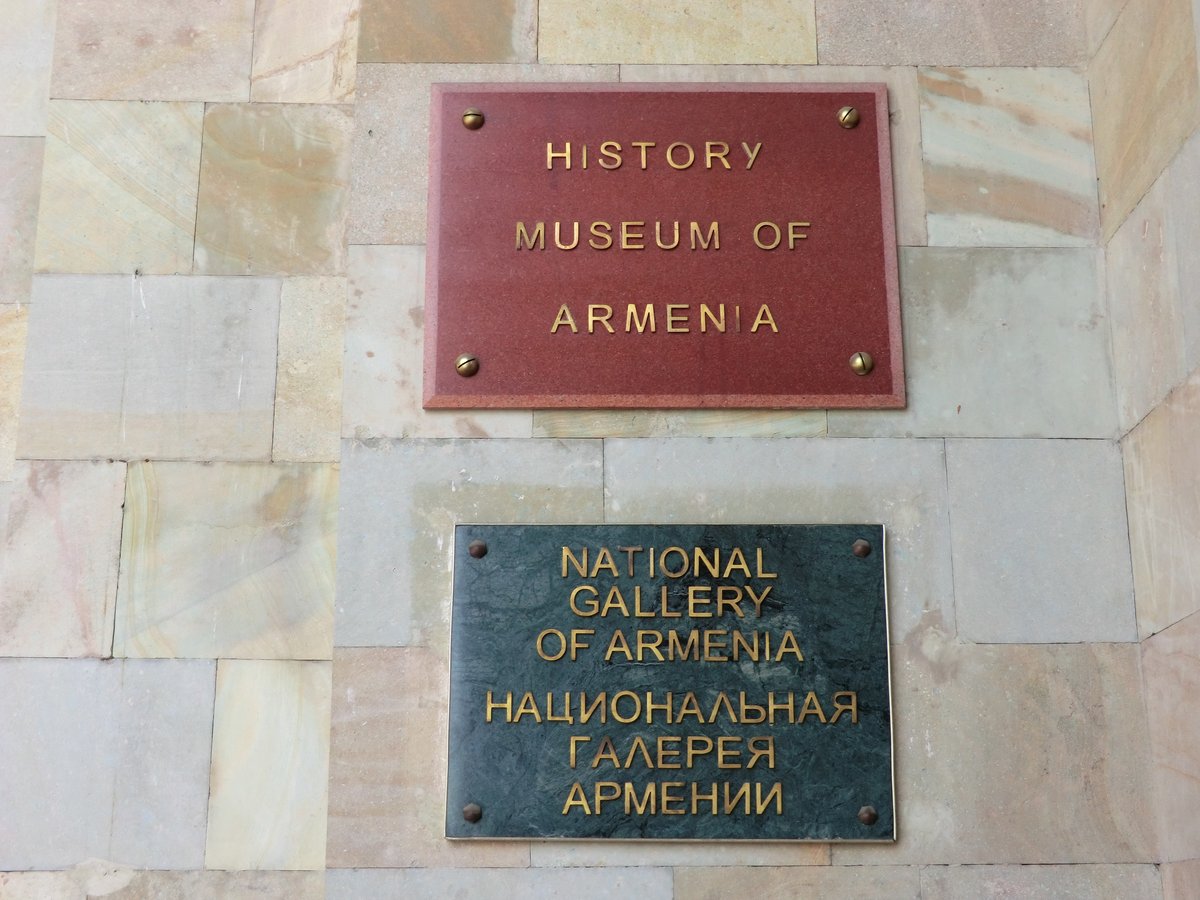 HISTORY
MUSEUM OF
ARMENIA
NATIONAL
GALLERY
OF ARMENIA
НАЦИОНАЛЬНАЯ
ГАЛЕРЕЯ
АРМЕНИИ